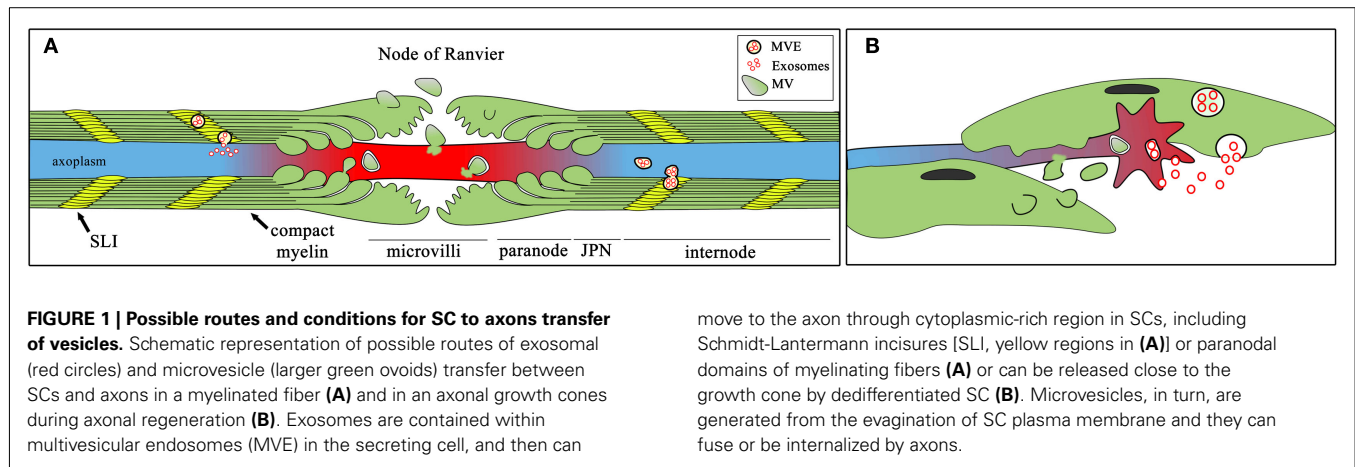 A
Node of Ranvier
MVE
Exosomes
MV
B
axoplasm
SLI
compact
myelin
microvilli
paranode
JPN
internode
FIGURE 1 | Possible routes and conditions for SC to axons transfer
of vesicles. Schematic representation of possible routes of exosomal
(red circles) and microvesicle (larger green ovoids) transfer between
SCs and axons in a myelinated fiber (A) and in an axonal growth cones
during axonal regeneration (B). Exosomes are contained within
multivesicular endosomes (MVE) in the secreting cell, and then can
move to the axon through cytoplasmic-rich region in SCs, including
Schmidt-Lantermann incisures [SLI, yellow regions in (A)] or paranodal
domains of myelinating fibers (A) or can be released close to the
growth cone by dedifferentiated SC (B). Microvesicles, in turn, are
generated from the evagination of SC plasma membrane and they can
fuse or be internalized by axons.